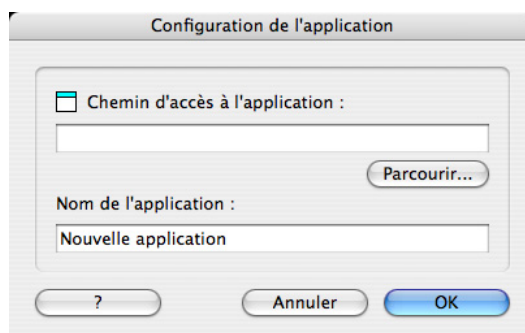 Configuration de l'application
Chemin d'accès à l'application :
Parcourir...
Nom de l'application :
Nouvelle application
? Annuler OK